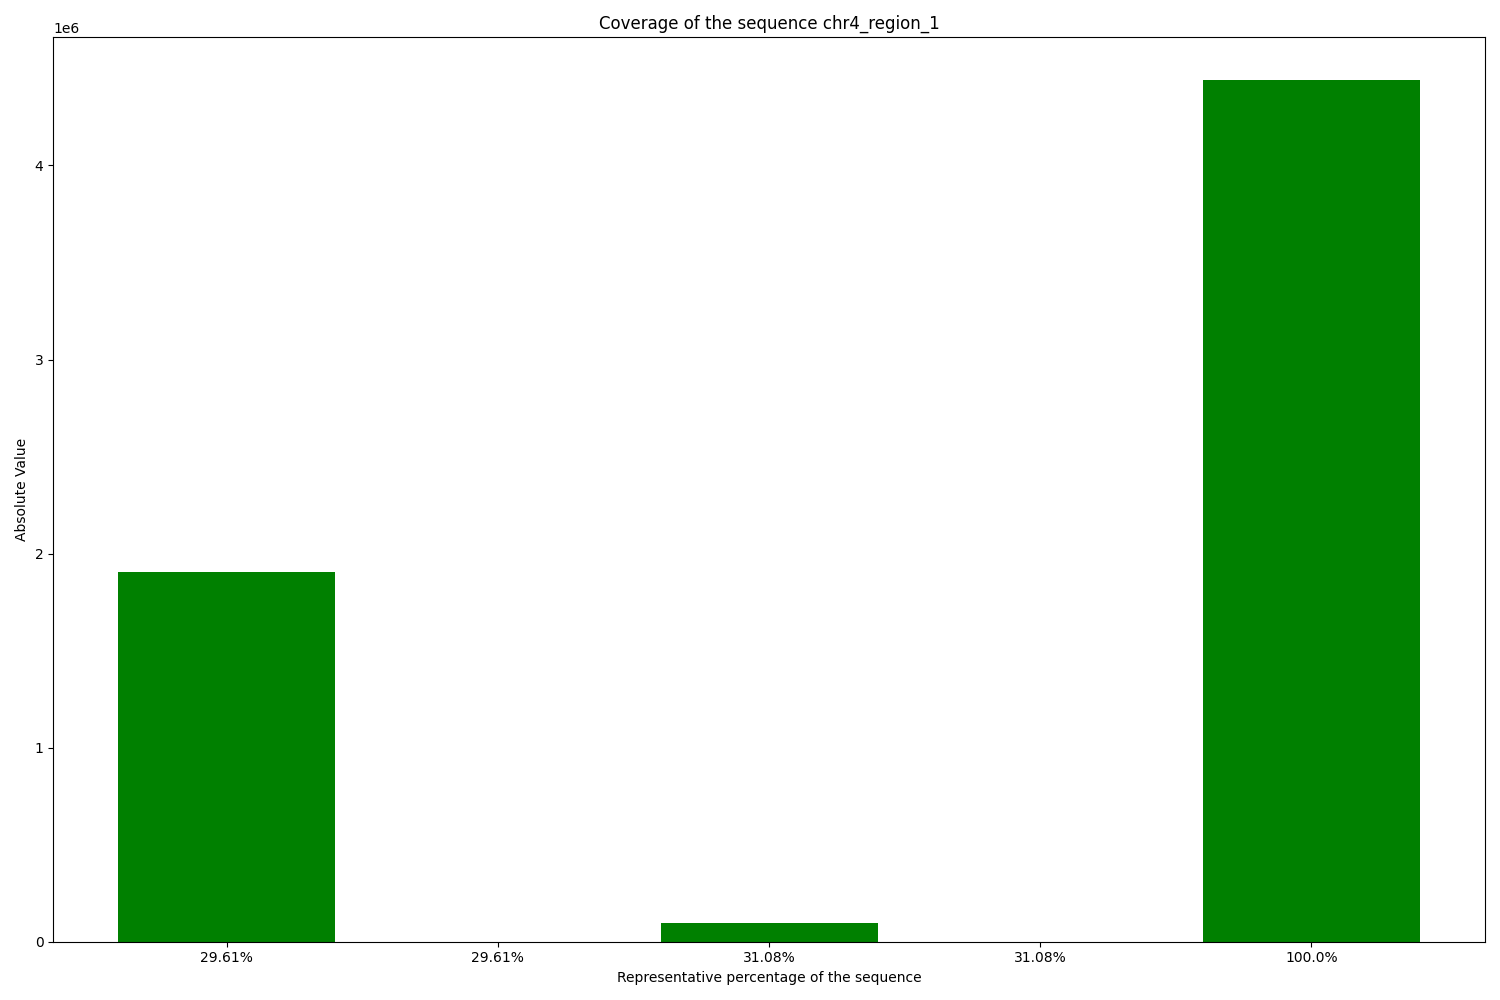 Coverage of the sequence chr4_region_1
1e6
4
3
2
1
0
Absolute Value
29.61% 29.61% 31.08% 31.08% 100.0%
Representative percentage of the sequence